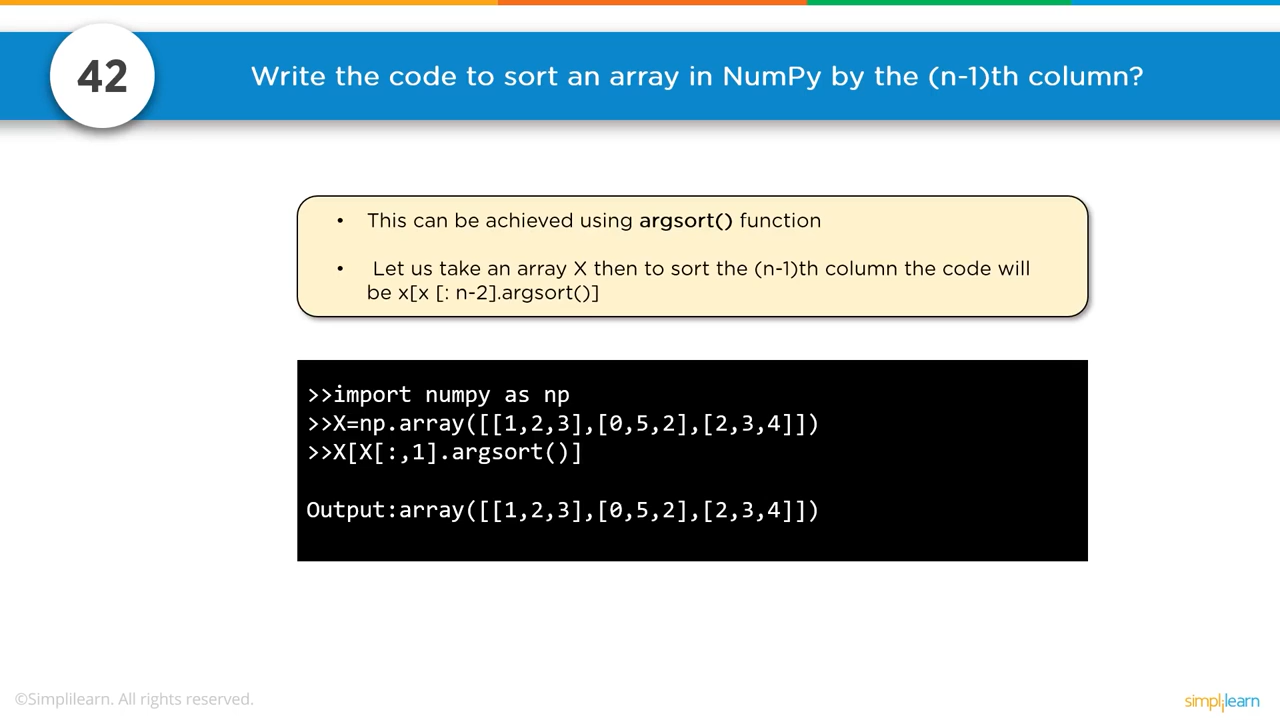 42
Write the code to sort an array in NumPy by the (n-1)th column?
• This can be achieved using argsort() function
• Let us take an array X then to sort the (n-1)th column the code will
be x[x [: n-2].argsort()]
>>import numpy as np
>>X=np.array([[1,2,3],[0,5,2],[2,3,4]])
>>X[X[:,1].argsort()]
Output:array([[1,2,3],[0,5,2],[2,3,4]])
©Simplilearn. All rights reserved.
simplilearn